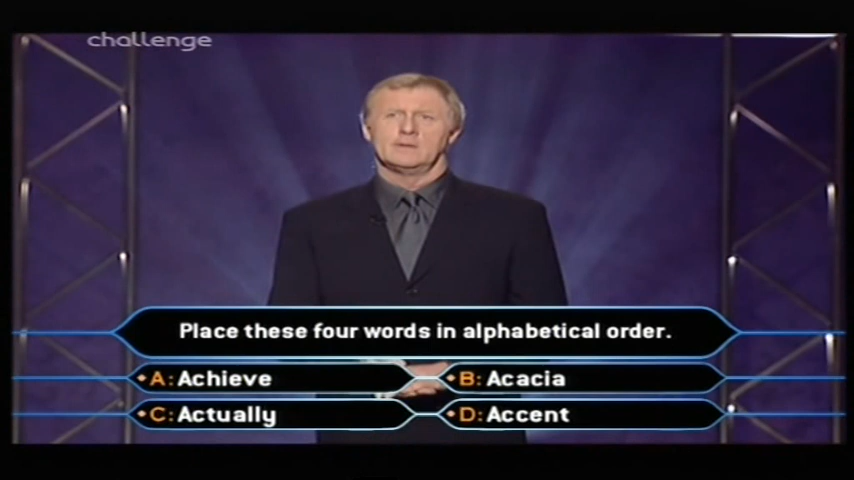 challenge
Place these four words in alphabetical order.
A: Achieve
B: Acacia
C: Actually
D: Accent